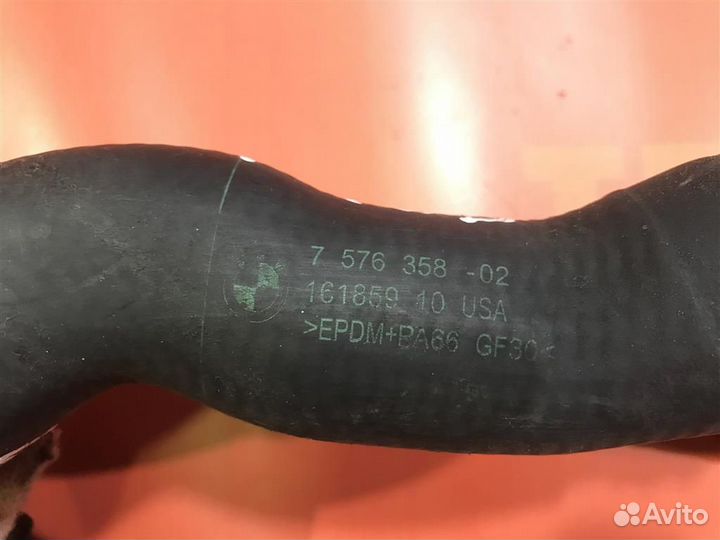 7 576 358 -02
161859 10 USA
>EPDM+PA66 GF30<
Avito